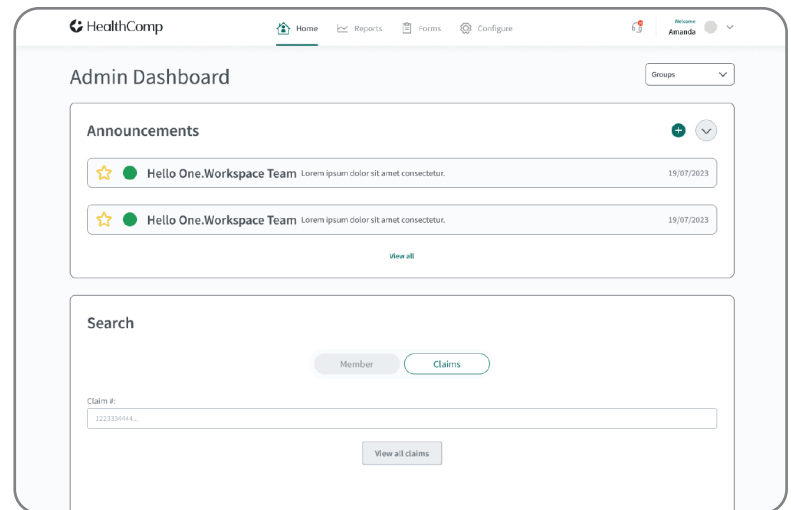 HealthComp
Home Reports Forms Configure
Welcome
Amanda
Admin Dashboard
Groups
Announcements
Hello One.Workspace Team Lorem ipsum dolor sit amet consectetur. 19/07/2023
Hello One.Workspace Team Lorem ipsum dolor sit amet consectetur. 19/07/2023
View all
Search
Member Claims
Claim #:
1223334444...
View all claims